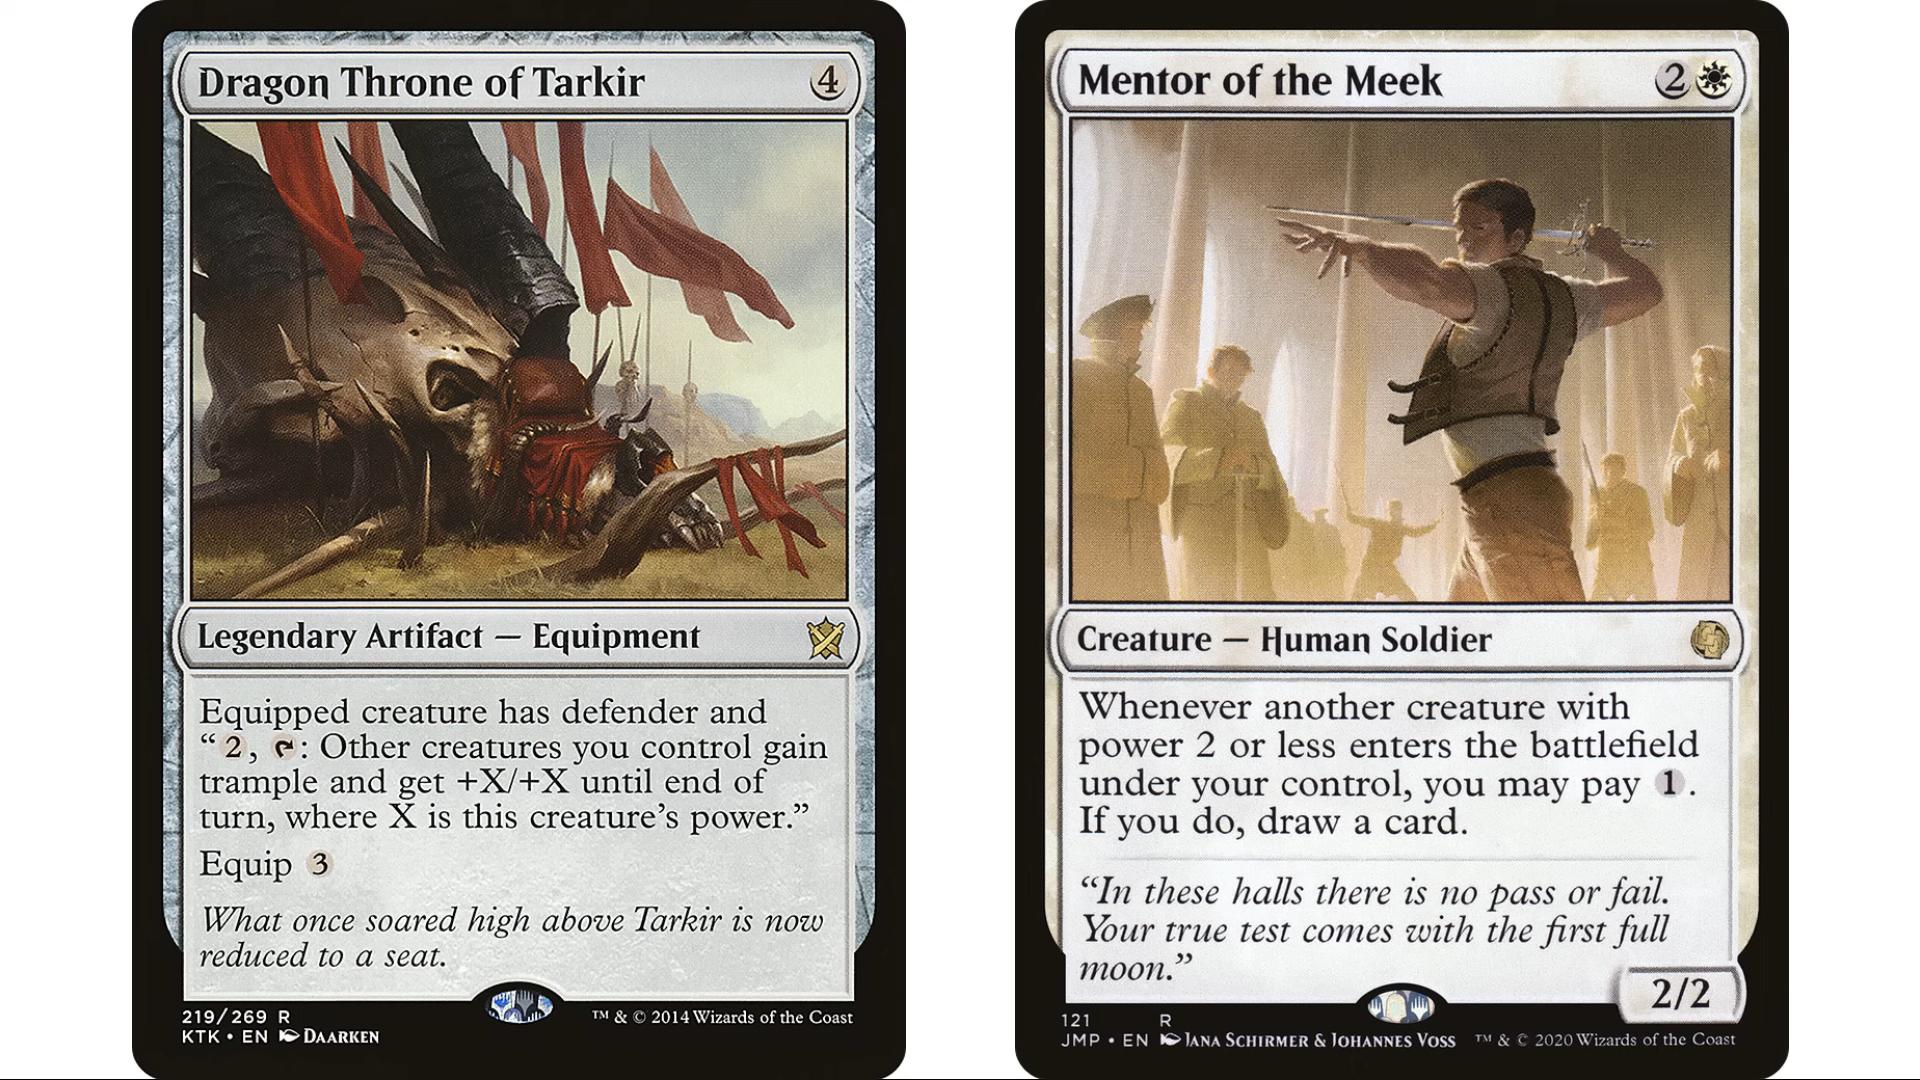 Dragon Throne of Tarkir 4
Legendary Artifact — Equipment
Equipped creature has defender and
“2, : Other creatures you control gain
trample and get +X/+X until end of
turn, where X is this creature’s power.”
Equip 3
What once soared high above Tarkir is now
reduced to a seat.
219/269 R
KTK • EN DAARKEN
™ & © 2014 Wizards of the Coast
Mentor of the Meek 2
Creature — Human Soldier
Whenever another creature with
power 2 or less enters the battlefield
under your control, you may pay 1.
If you do, draw a card.
“In these halls there is no pass or fail.
Your true test comes with the first full
moon.”
2/2
121 R
JMP • EN JANA SCHIRMER & JOHANNES VOSS
™ & © 2020 Wizards of the Coast